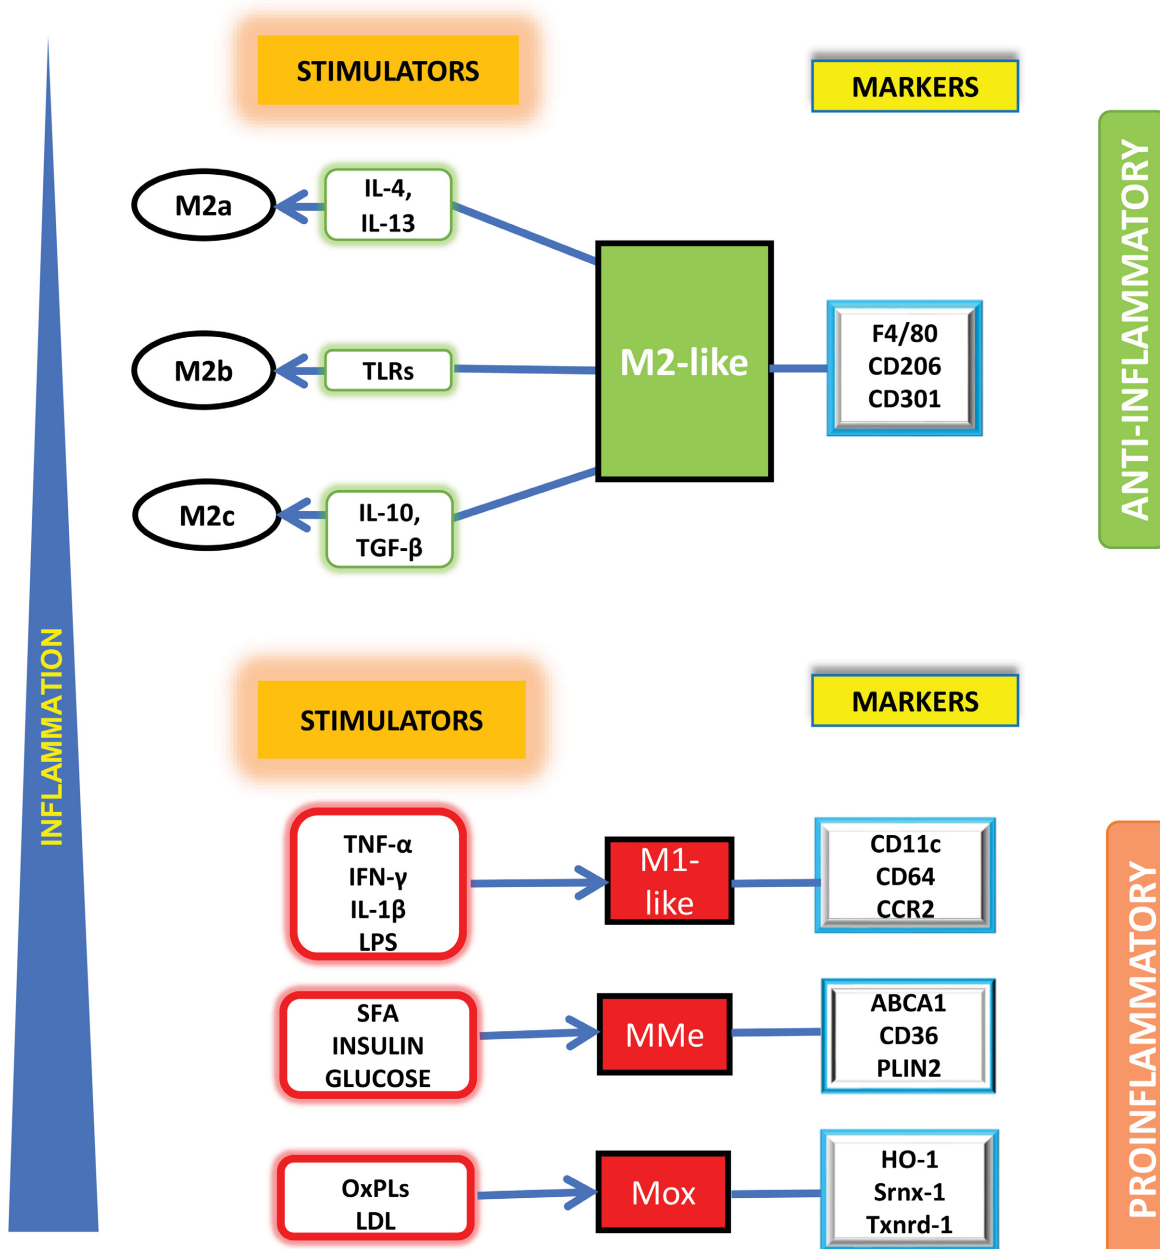 STIMULATORS
MARKERS
M2a
IL-4,
IL-13
M2b
TLRs
M2c
IL-10,
TGF-β
M2-like
F4/80
CD206
CD301
ANTI-INFLAMMATORY
INFLAMMATION
STIMULATORS
MARKERS
TNF-α
IFN-γ
IL-1β
LPS
M1-
like
CD11c
CD64
CCR2
SFA
INSULIN
GLUCOSE
MMe
ABCA1
CD36
PLIN2
OxPLs
LDL
Mox
HO-1
Srnx-1
Txnrd-1
PROINFLAMMATORY